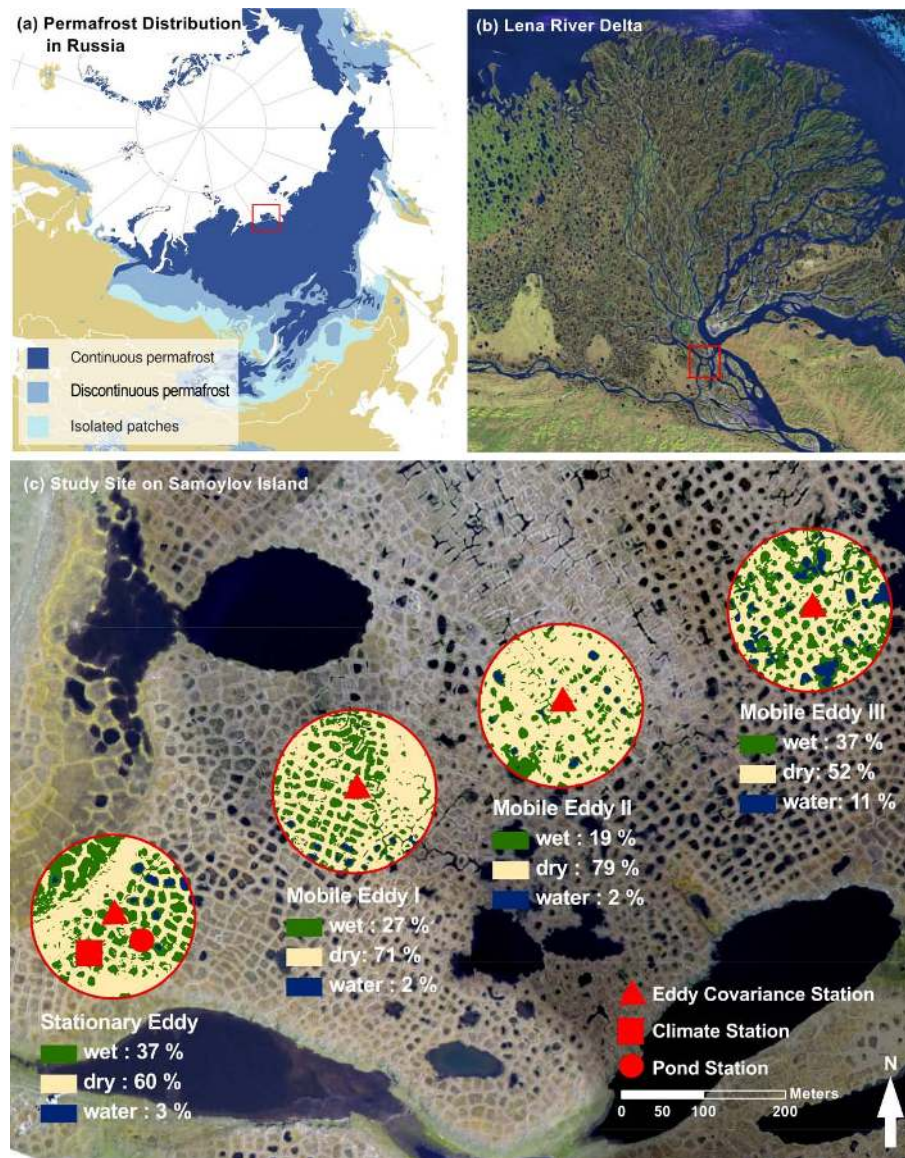 (a) Permafrost Distribution
in Russia
Continuous permafrost
Discontinuous permafrost
Isolated patches
(b) Lena River Delta
(c) Study Site on Samoylov Island
Mobile Eddy III
wet : 37 %
dry: 52 %
water: 11 %
Mobile Eddy II
wet : 19 %
dry : 79 %
water : 2 %
Mobile Eddy I
wet : 27 %
dry: 71 %
water : 2 %
Stationary Eddy
wet : 37 %
dry : 60 %
water : 3 %
Eddy Covariance Station
Climate Station
Pond Station
Meters
0 50 100 200
N